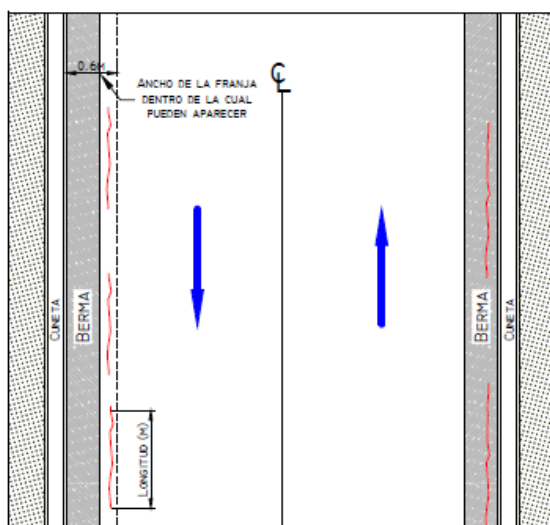 0.6M
ANCHO DE LA FRANJA
DENTRO DE LA CUAL
PUEDEN APARECER
CL
CUNETA
BERMA
LONGITUD (M)
BERMA
CUNETA